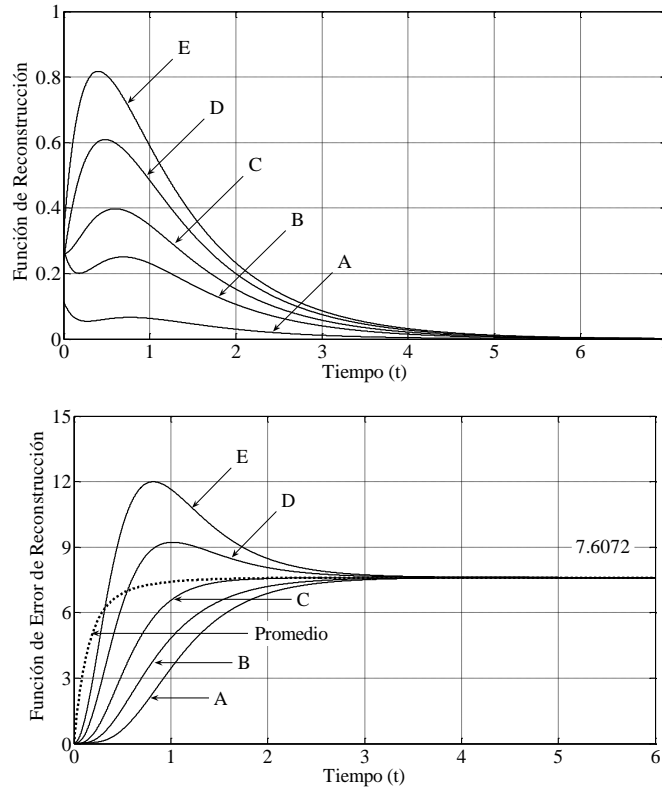 1
0.8
0.6
0.4
0.2
0
0 1 2 3 4 5 6
Función de Reconstrucción
E
D
C
B
A
Tiempo (t)
15
12
9
6
3
0
0 1 2 3 4 5 6
Función de Error de Reconstrucción
E
D
7.6072
C
Promedio
B
A
Tiempo (t)